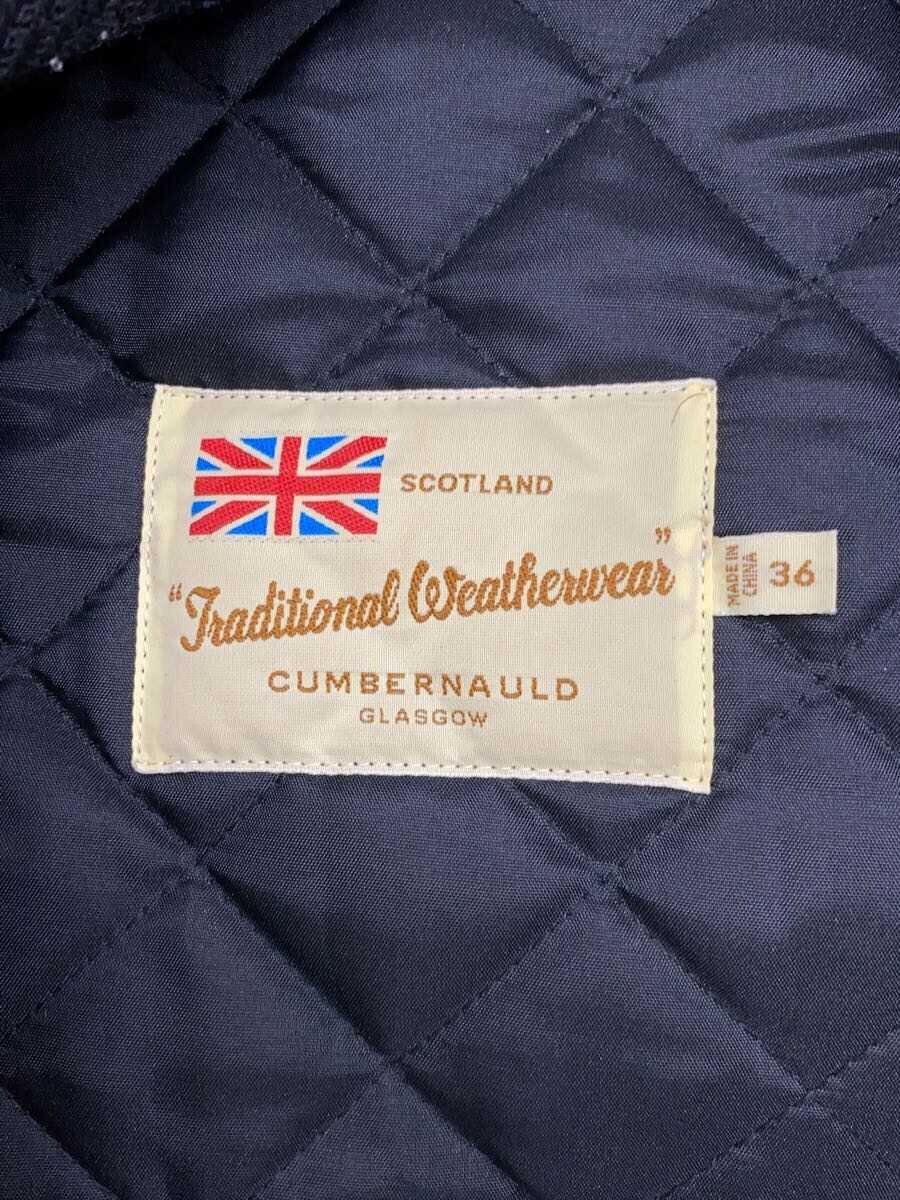 SCOTLAND
“Traditional Weatherwear”
CUMBERNAULD
GLASGOW
MADE IN
CHINA
36